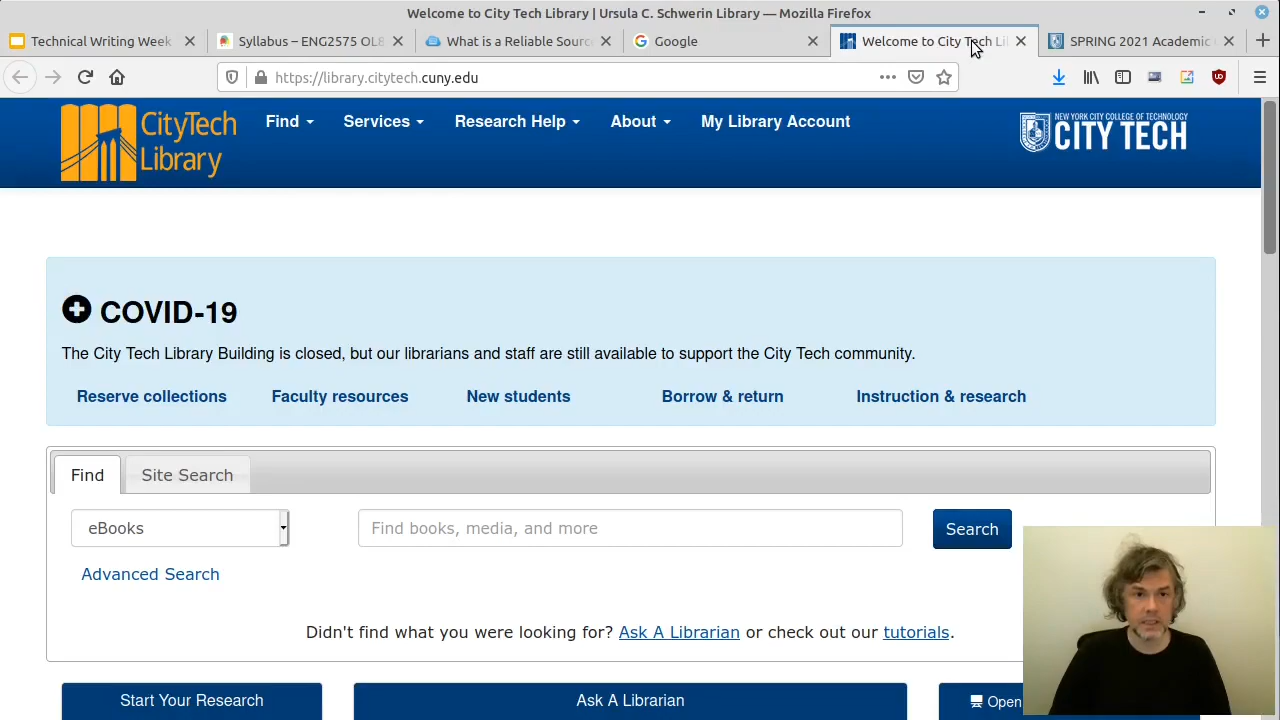 Welcome to City Tech Library | Ursula C. Schwerin Library — Mozilla Firefox
Technical Writing Week
Syllabus – ENG2575 OL8
What is a Reliable Sourc
Google
Welcome to City Tech Li
SPRING 2021 Academic
https://library.citytech.cuny.edu
CityTech
Library
Find
Services
Research Help
About
My Library Account
NEW YORK CITY COLLEGE OF TECHNOLOGY
CITY TECH
COVID-19
The City Tech Library Building is closed, but our librarians and staff are still available to support the City Tech community.
Reserve collections
Faculty resources
New students
Borrow & return
Instruction & research
Find
Site Search
eBooks
Find books, media, and more
Search
Advanced Search
Didn't find what you were looking for? Ask A Librarian or check out our tutorials.
Start Your Research
Ask A Librarian
Open